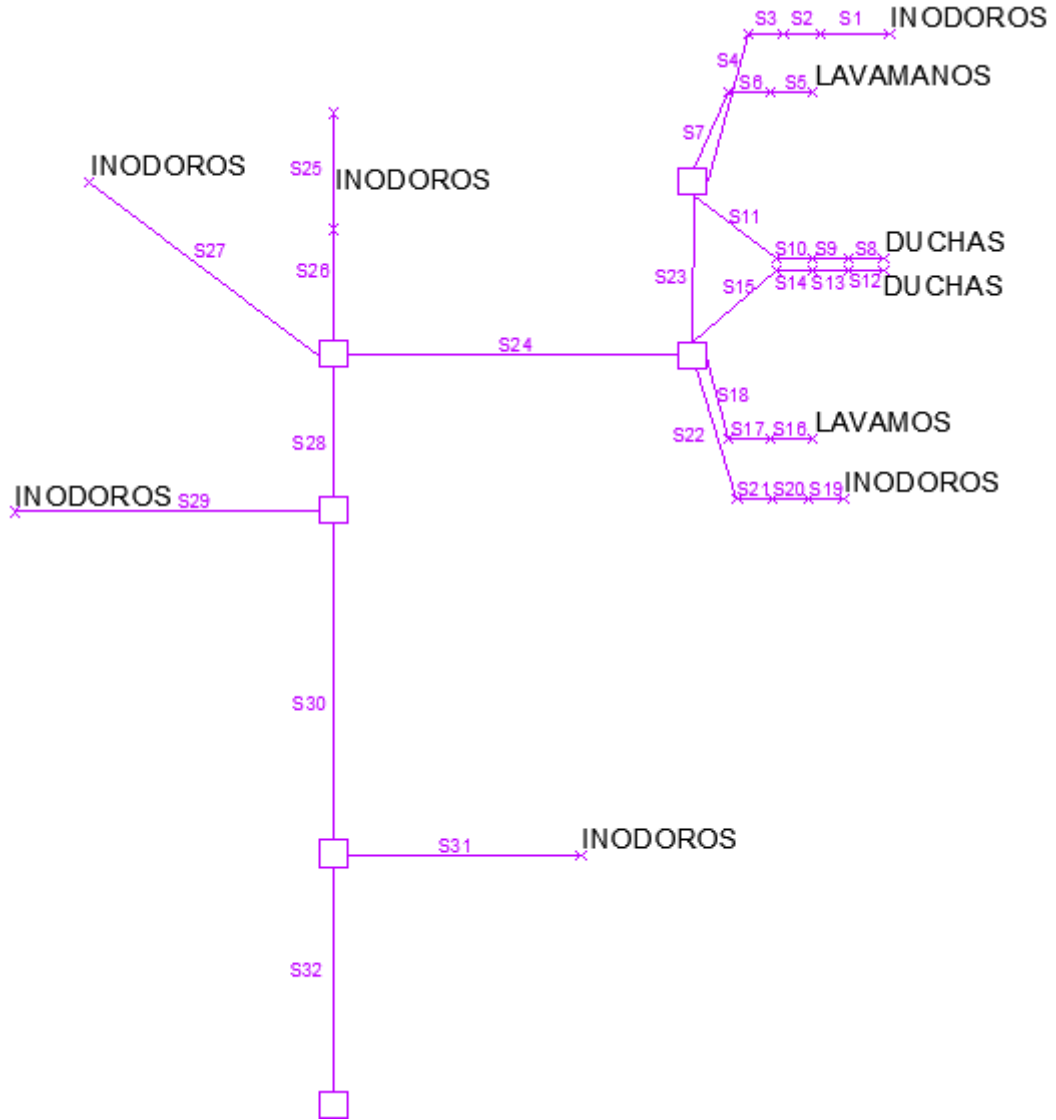 S3 S2 S1 INODOROS
S4
S6 S5 LAVAMANOS
S7
S25
INODOROS
INODOROS
S27
S26
S11
S10 S9 S8 DUCHAS
S23
S15 S14 S13 S12 DUCHAS
S24
S18
S22
S17 S16 LAVAMOS
S28
S21 S20 S19 INODOROS
INODOROS S29
S30
S31 INODOROS
S32